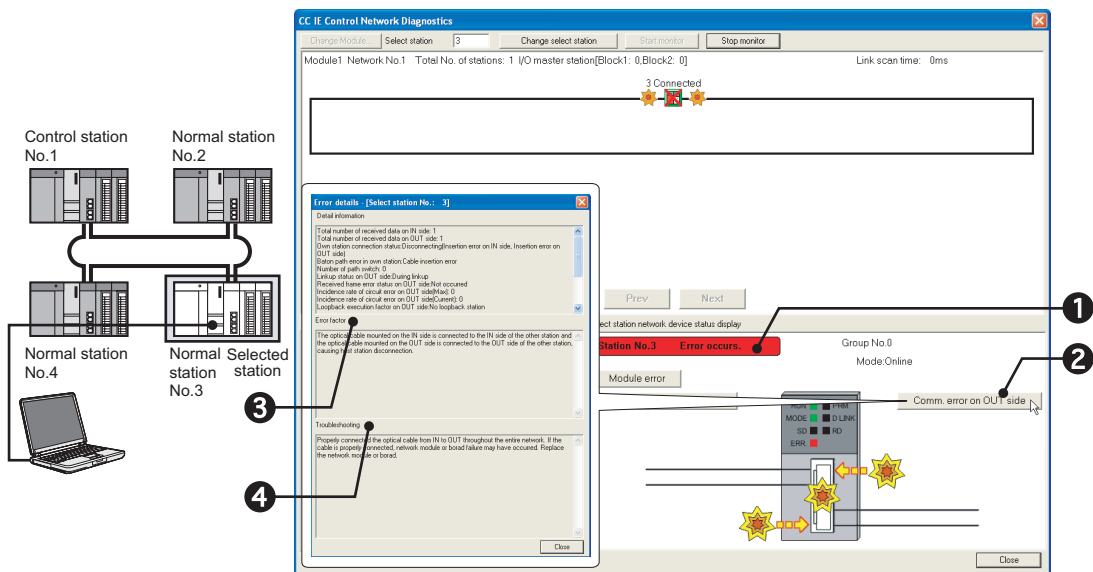 CC IE Control Network Diagnostics
Change Module... Select station 3 Change select station Start monitor Stop monitor
Module1 Network No.1 Total No. of stations: 1 I/O master station[Block1: 0,Block2: 0] Link scan time: 0ms
3 Connected
Control station
No.1
Normal station
No.2
Normal station
No.4
Normal
station
No.3
Selected
station
Error details - [Select station No.: 3]
Detail information
Total number of received data on IN side: 1
Total number of received data on OUT side: 1
Own station connection status:Disconnecting(Insertion error on IN side, Insertion error on
OUT side)
Baton path error in own station:Cable insertion error
Number of path switch: 0
Linkup status on OUT side:During linkup
Received frame error status on OUT side:Not occurred
Incidence rate of circuit error on OUT side(Max): 0
Incidence rate of circuit error on OUT side(Current): 0
Loopback execution factor on OUT side:No loopback station
Error factor
The optical cable mounted on the IN side is connected to the IN side of the other station and
the optical cable mounted on the OUT side is connected to the OUT side of the other station,
causing host station disconnection.
Troubleshooting
Properly connected the optical cable from IN to OUT throughout the entire network. If the
cable is properly connected, network module or borad failure may have occured. Replace
the network module or borad.
Close
Prev Next
ect station network device status display
Station No.3 Error occurs.
Group No.0
Mode:Online
Module error
Comm. error on OUT side
RUN PRM
MODE D LINK
SD RD
ERR.
Close
1
2
3
4